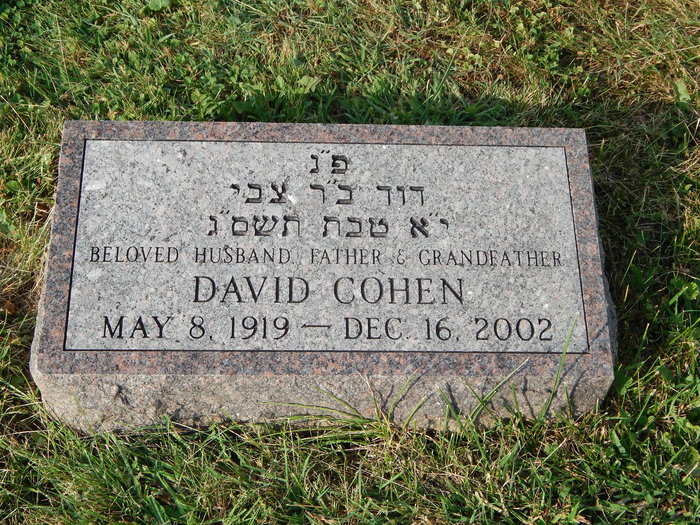 פ"נ
דוד ב"ר צבי
י"א טבת תשס"ג
BELOVED HUSBAND, FATHER & GRANDFATHER
DAVID COHEN
MAY 8, 1919 — DEC. 16, 2002